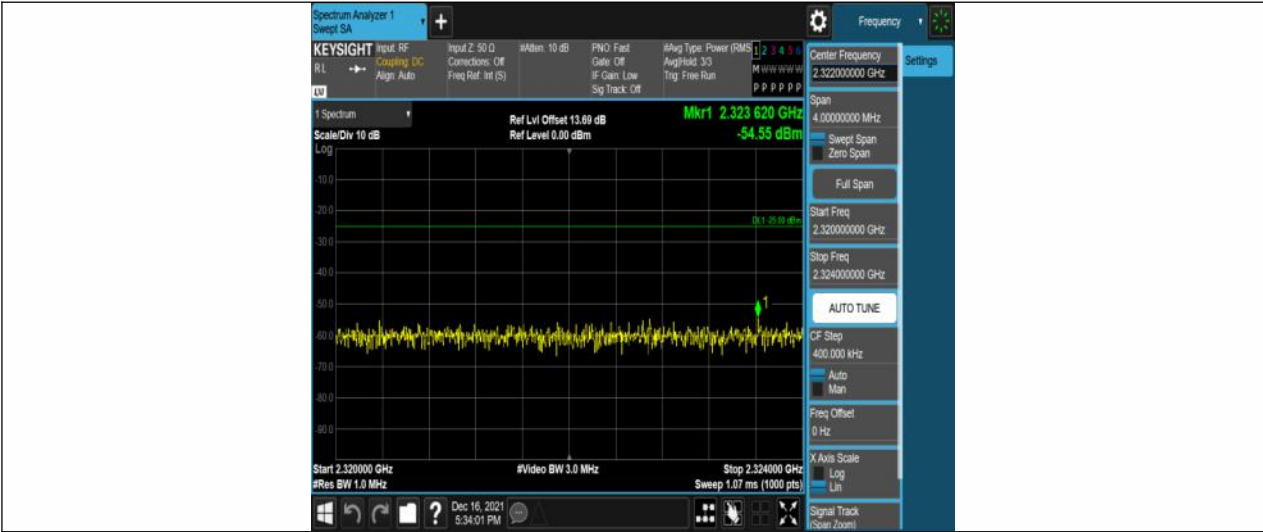 Spectrum Analyzer 1
Swept SA
+
Frequency
KEYSIGHT
Input: RF
Coupling: DC
Align: Auto
Input Z: 50 Ω
Corrections: Off
Freq Ref: Int (S)
#Atten: 10 dB
PNO: Fast
Gate: Off
IF Gain: Low
Sig Track: Off
#Avg Type: Power (RMS
Avg|Hold: 3/3
Trig: Free Run
1 2 3 4 5 6
M W W W W W
P P P P P P
R L
LV
1 Spectrum
Scale/Div 10 dB
Log
Ref Lvl Offset 13.69 dB
Ref Level 0.00 dBm
Mkr1 2.323 620 GHz
-54.55 dBm
-10.0
-20.0
DL1 -25.00 dBm
-30.0
-40.0
-50.0
1
-60.0
-70.0
-80.0
-90.0
Start 2.320000 GHz
#Res BW 1.0 MHz
#Video BW 3.0 MHz
Stop 2.324000 GHz
Sweep 1.07 ms (1000 pts)
?
Dec 16, 2021
5:34:01 PM
Center Frequency
2.322000000 GHz
Settings
Span
4.00000000 MHz
Swept Span
Zero Span
Full Span
Start Freq
2.320000000 GHz
Stop Freq
2.324000000 GHz
AUTO TUNE
CF Step
400.000 kHz
Auto
Man
Freq Offset
0 Hz
X Axis Scale
Log
Lin
Signal Track
(Span Zoom)